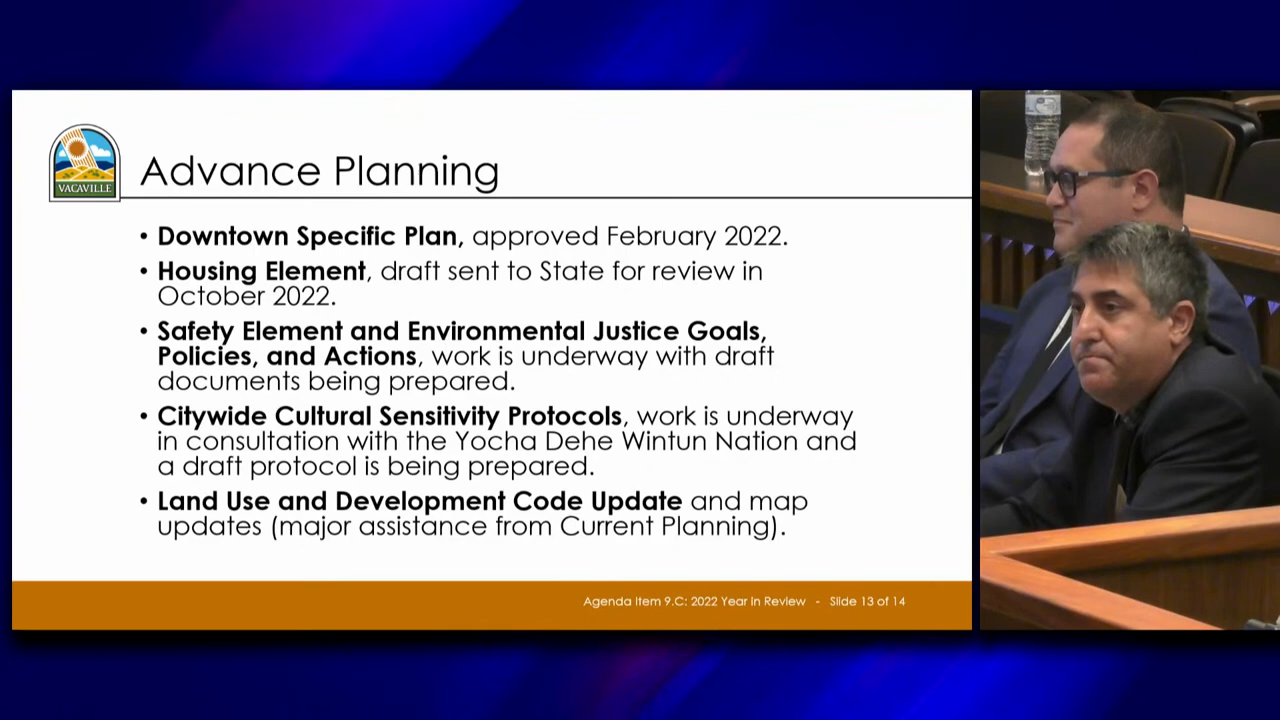 VACAVILLE
Advance Planning
• Downtown Specific Plan, approved February 2022.
• Housing Element, draft sent to State for review in
October 2022.
• Safety Element and Environmental Justice Goals,
Policies, and Actions, work is underway with draft
documents being prepared.
• Citywide Cultural Sensitivity Protocols, work is underway
in consultation with the Yocha Dehe Wintun Nation and
a draft protocol is being prepared.
• Land Use and Development Code Update and map
updates (major assistance from Current Planning).
Agenda Item 9.C: 2022 Year in Review - Slide 13 of 14